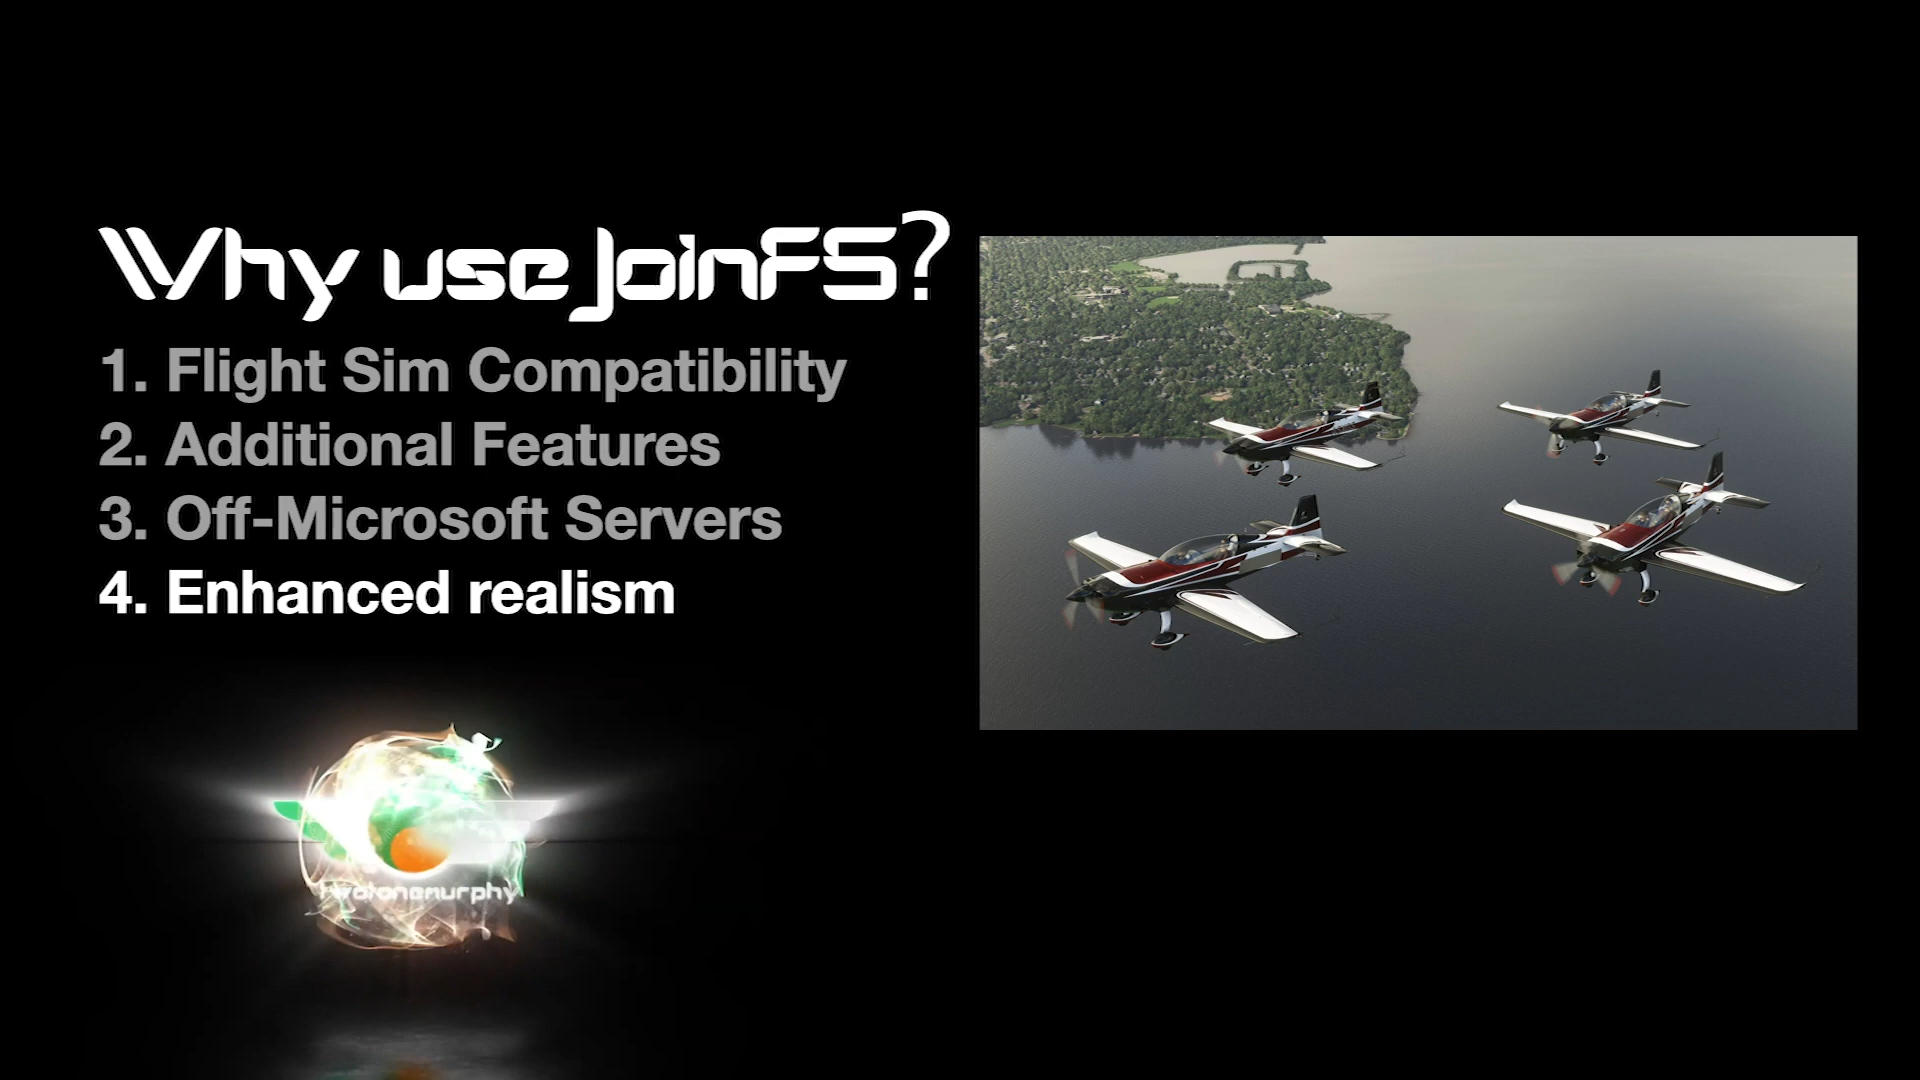 Why use JoinFS?
1. Flight Sim Compatibility
2. Additional Features
3. Off-Microsoft Servers
4. Enhanced realism